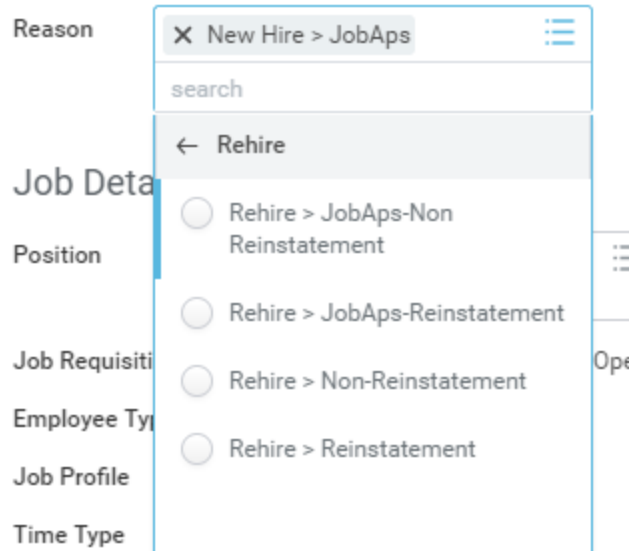 Reason
New Hire > JobAps
search
Rehire
Job Deta
Rehire > JobAps-Non
Reinstatement
Position
Rehire > JobAps-Reinstatement
Job Requisiti
Ope
Rehire > Non-Reinstatement
Employee Ty
Rehire > Reinstatement
Job Profile
Time Type